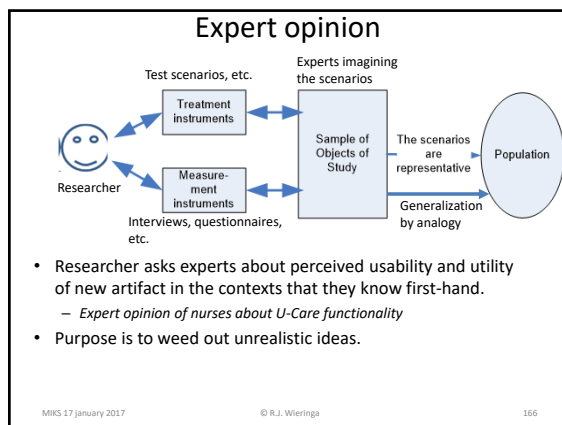 Expert opinion
Test scenarios, etc.
Experts imagining
the scenarios
Treatment
instruments
Sample of
Objects of
Study
The scenarios
are
representative
Population
Researcher
Measure-
ment
instruments
Generalization
by analogy
Interviews, questionnaires,
etc.
• Researcher asks experts about perceived usability and utility
of new artifact in the contexts that they know first-hand.
– Expert opinion of nurses about U-Care functionality
• Purpose is to weed out unrealistic ideas.
MIKS 17 january 2017
© R.J. Wieringa
166